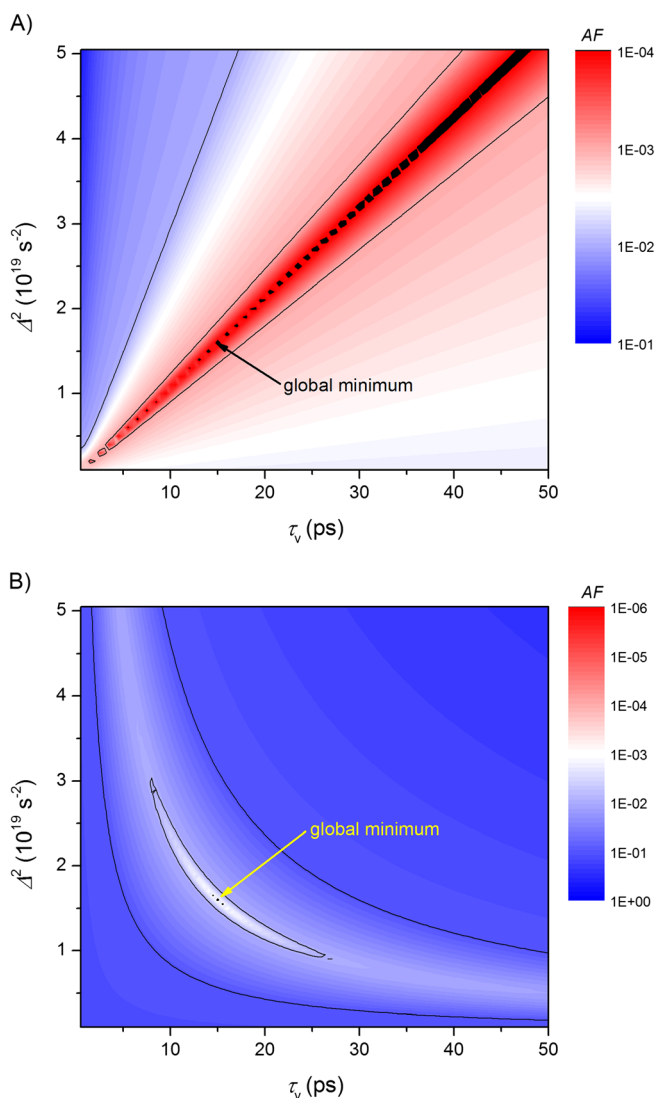 A)
AF
5
4
3
2
1
Δ² (10¹⁹ s⁻²)
global minimum
10
20
30
40
50
τᵥ (ps)
1E-04
1E-03
1E-02
1E-01
B)
AF
5
4
3
2
1
Δ² (10¹⁹ s⁻²)
global minimum
10
20
30
40
50
τᵥ (ps)
1E-06
1E-05
1E-04
1E-03
1E-02
1E-01
1E+00